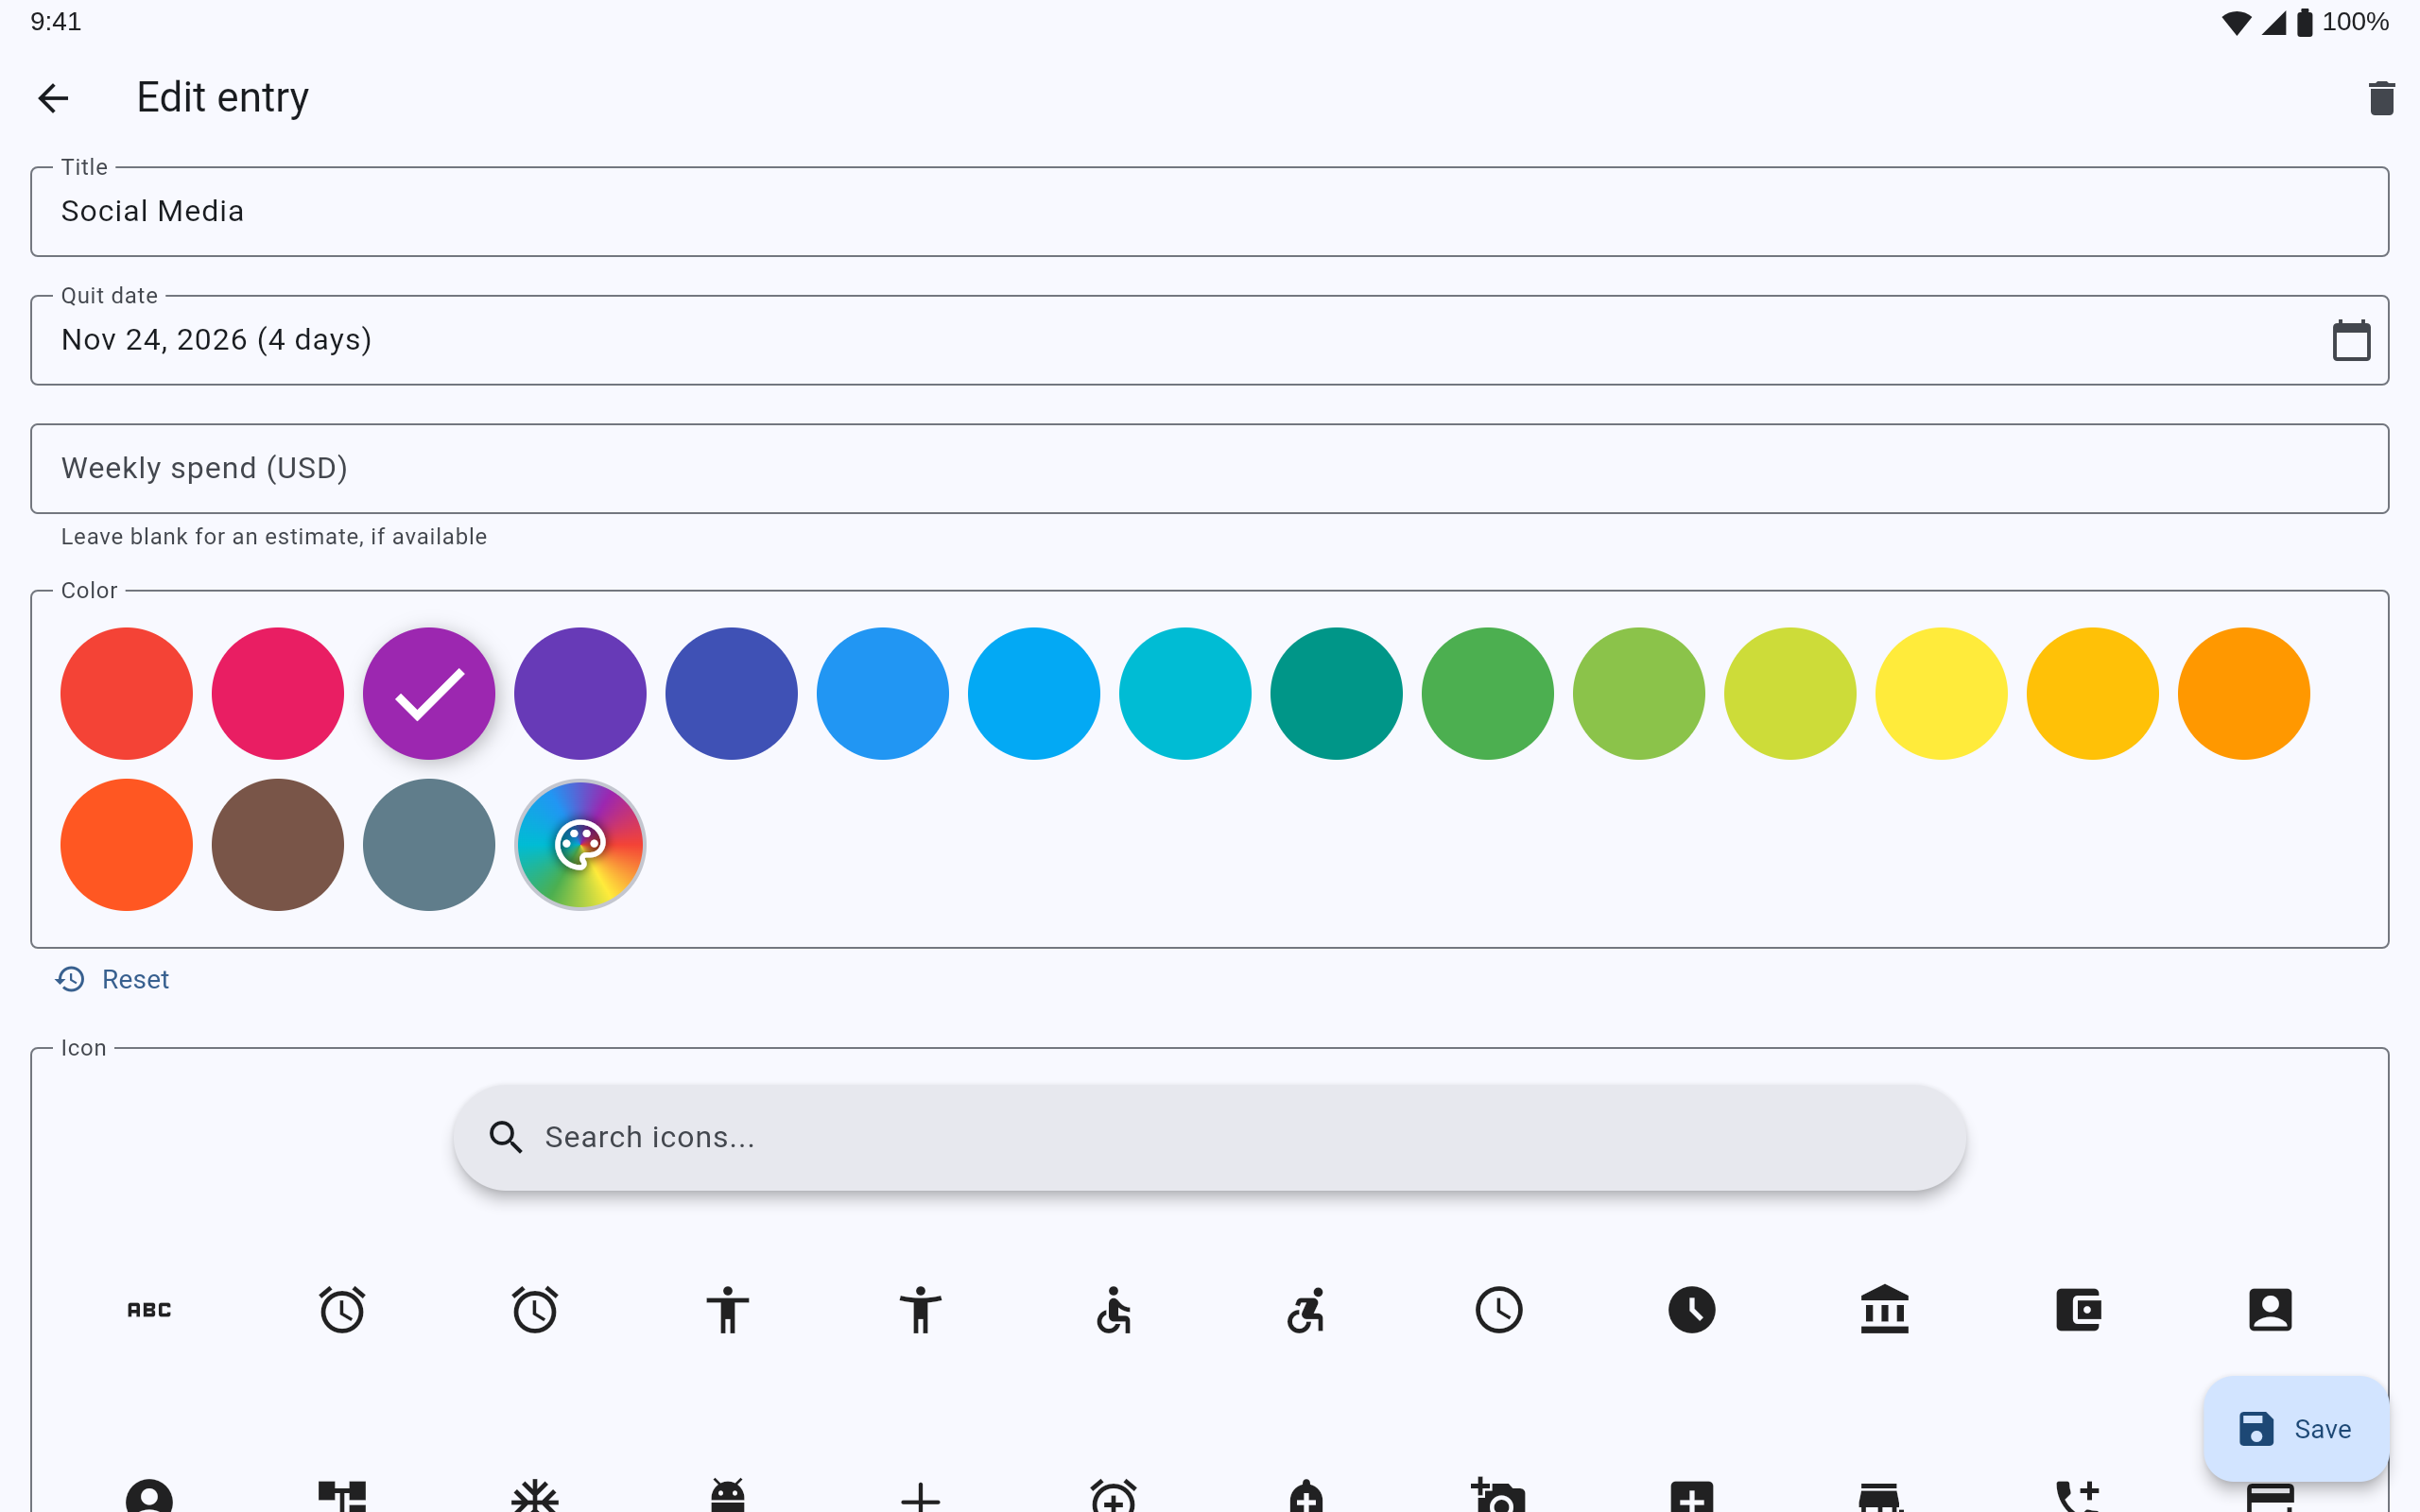 9:41
100%
Edit entry
Title
Social Media
Quit date
Nov 24, 2026 (4 days)
Weekly spend (USD)
Leave blank for an estimate, if available
Color
Reset
Icon
Search icons...
ABC
Save